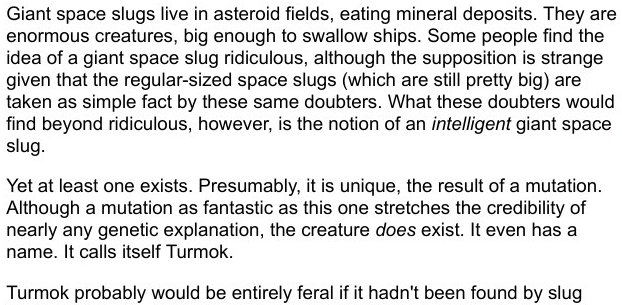 Giant space slugs live in asteroid fields, eating mineral deposits. They are
enormous creatures, big enough to swallow ships. Some people find the
idea of a giant space slug ridiculous, although the supposition is strange
given that the regular-sized space slugs (which are still pretty big) are
taken as simple fact by these same doubters. What these doubters would
find beyond ridiculous, however, is the notion of an intelligent giant space
slug.
Yet at least one exists. Presumably, it is unique, the result of a mutation.
Although a mutation as fantastic as this one stretches the credibility of
nearly any genetic explanation, the creature does exist. It even has a
name. It calls itself Turmok.
Turmok probably would be entirely feral if it hadn't been found by slug